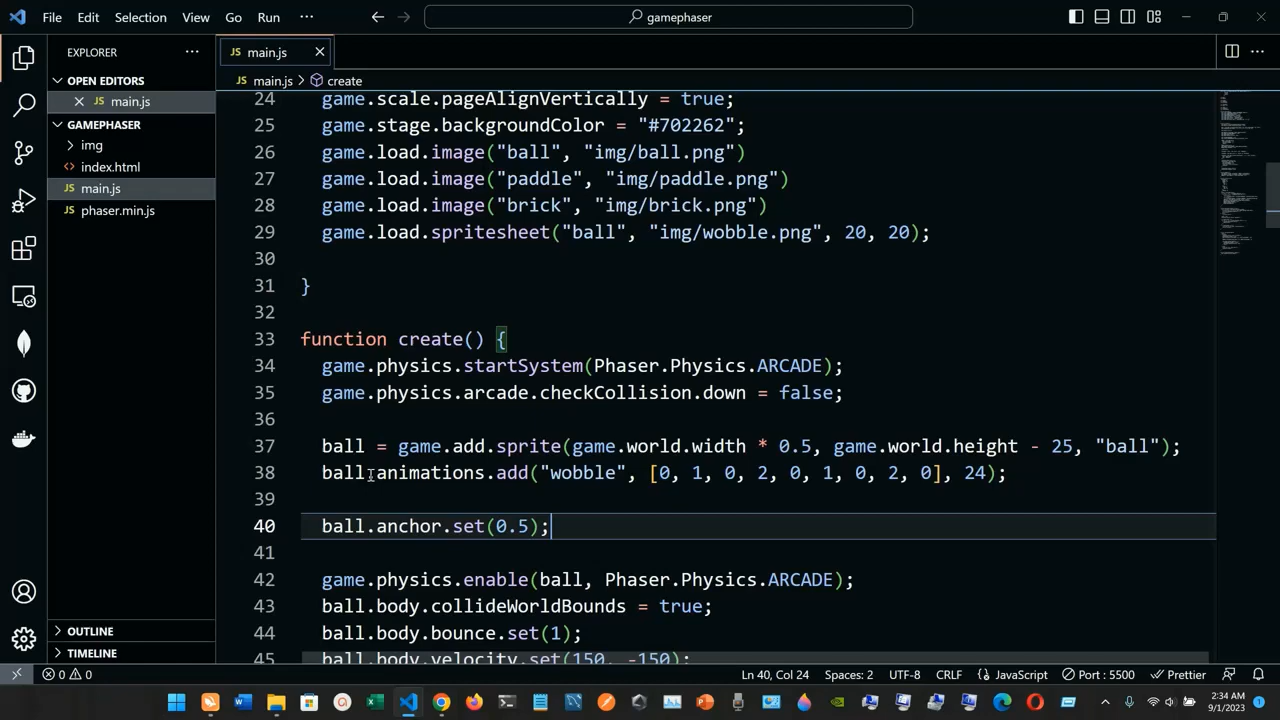 File Edit Selection View Go Run ··· gamephaser
EXPLORER ···
JS main.js
OPEN EDITORS
JS main.js > create
JS main.js
GAMEPHASER
img
<> index.html
JS main.js
JS phaser.min.js
24 game.scale.pageAlignVertically = true;
25 game.stage.backgroundColor = "#702262";
26 game.load.image("ball", "img/ball.png")
27 game.load.image("paddle", "img/paddle.png")
28 game.load.image("brick", "img/brick.png")
29 game.load.spritesheet("ball", "img/wobble.png", 20, 20);
30
31 }
32
33 function create() {
34 game.physics.startSystem(Phaser.Physics.ARCADE);
35 game.physics.arcade.checkCollision.down = false;
36
37 ball = game.add.sprite(game.world.width * 0.5, game.world.height - 25, "ball");
38 ball.animations.add("wobble", [0, 1, 0, 2, 0, 1, 0, 2, 0], 24);
39
40 ball.anchor.set(0.5);
41
42 game.physics.enable(ball, Phaser.Physics.ARCADE);
43 ball.body.collideWorldBounds = true;
44 ball.body.bounce.set(1);
45 ball.body.velocity.set(150, -150);
OUTLINE
TIMELINE
0 0 Ln 40, Col 24 Spaces: 2 UTF-8 CRLF {} JavaScript Port : 5500 Prettier
2:34 AM
9/1/2023